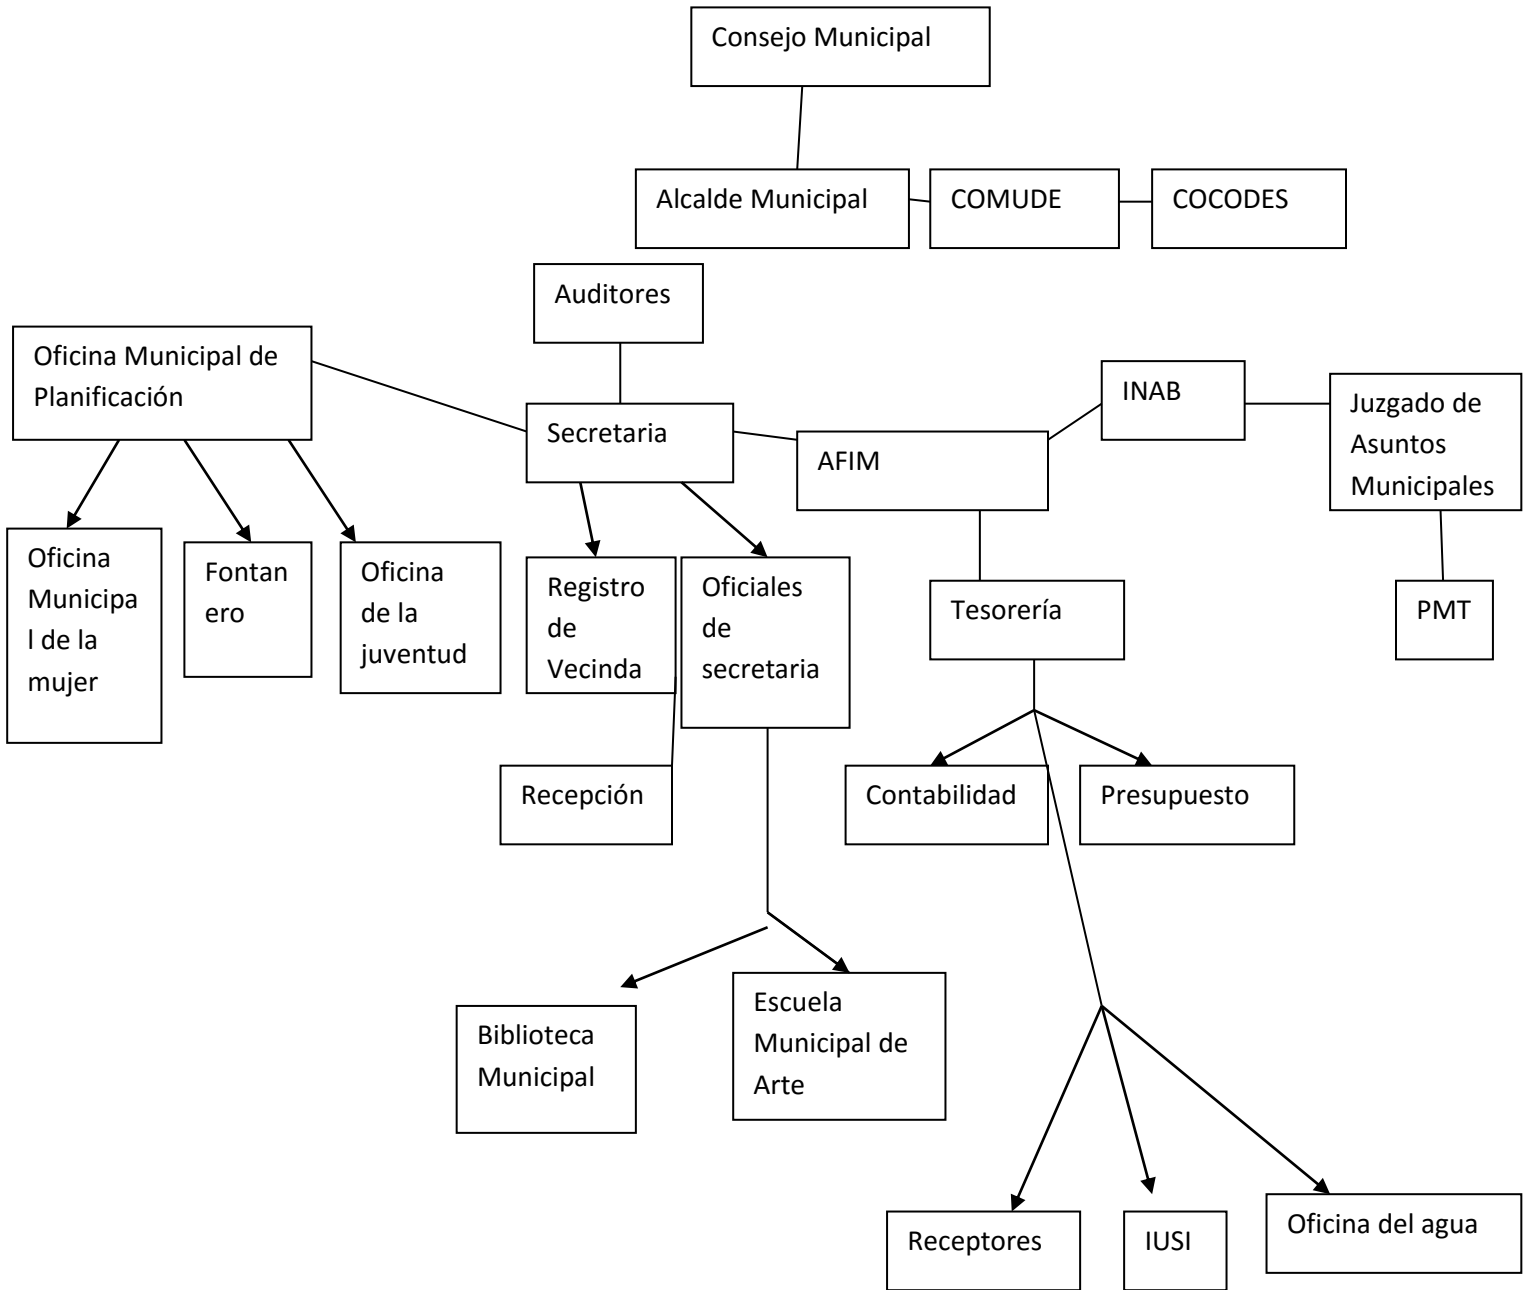 Consejo Municipal
Alcalde Municipal
COMUDE
COCODES
Auditores
Oficina Municipal de
Planificación
Secretaria
AFIM
INAB
Juzgado de
Asuntos
Municipales
Oficina
Municipa
l de la
mujer
Fontan
ero
Oficina
de la
juventud
Registro
de
Vecinda
Oficiales
de
secretaria
Tesorería
PMT
Recepción
Contabilidad
Presupuesto
Biblioteca
Municipal
Escuela
Municipal de
Arte
Receptores
IUSI
Oficina del agua